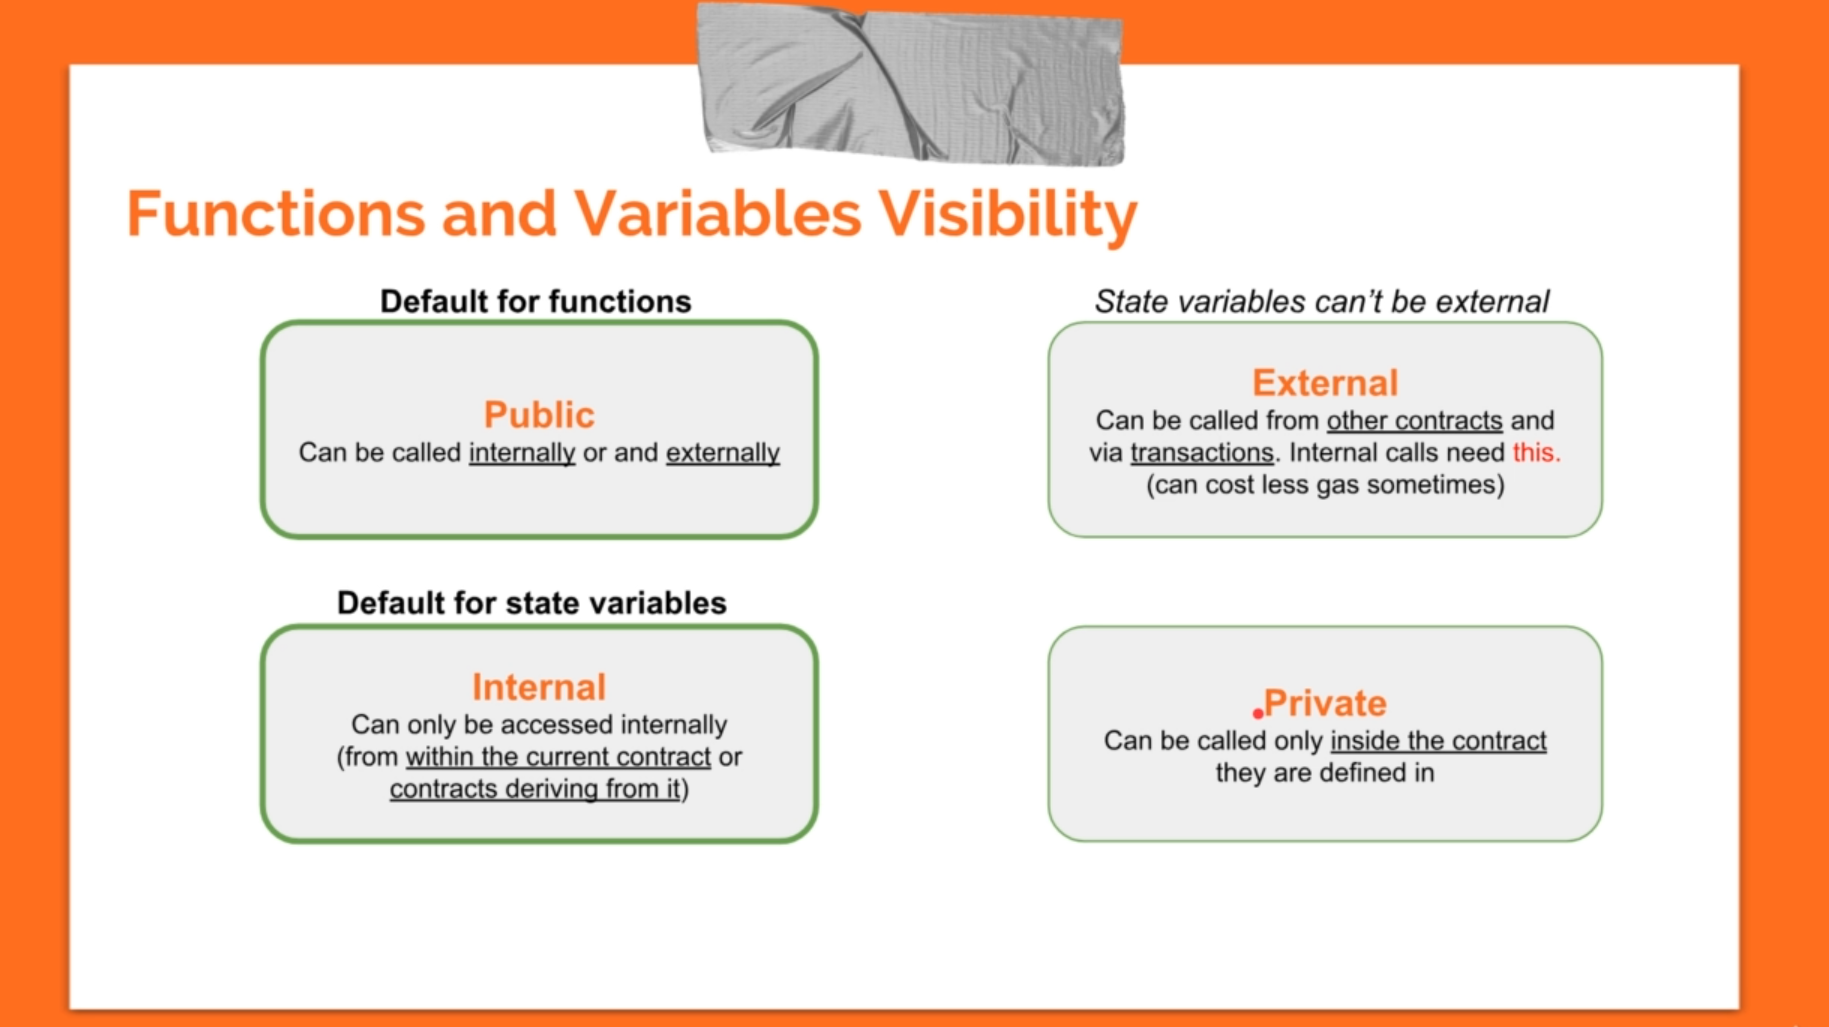 Functions and Variables Visibility
Default for functions
Public
Can be called internally or and externally
State variables can't be external
External
Can be called from other contracts and
via transactions. Internal calls need this.
(can cost less gas sometimes)
Default for state variables
Internal
Can only be accessed internally
(from within the current contract or
contracts deriving from it)
Private
Can be called only inside the contract
they are defined in